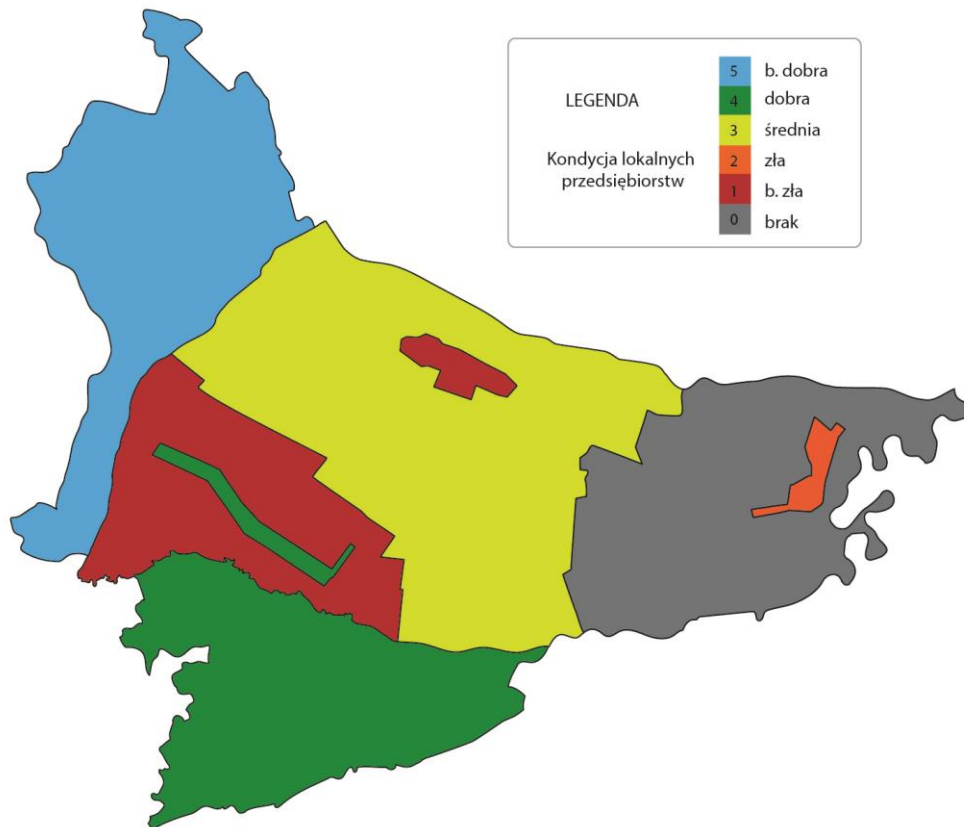 LEGENDA
Kondycja lokalnych
przedsiębiorstw
5 b. dobra
4 dobra
3 średnia
2 zła
1 b. zła
0 brak